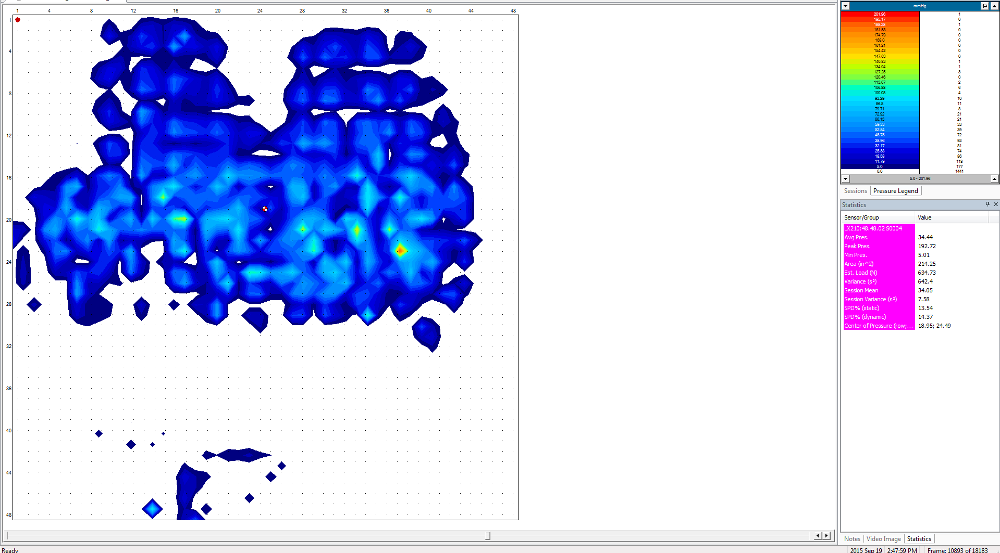 1 4 8 12 16 20 24 28 32 36 40 44 48
1
4
8
12
16
20
24
28
32
36
40
44
48
mmHg
201.96 1
195.17 0
188.38 1
181.58 0
174.79 0
168.0 0
161.21 0
154.42 0
147.63 0
140.83 1
134.04 1
127.25 3
120.46 0
113.67 2
106.88 6
100.08 4
93.29 10
86.5 11
79.71 8
72.92 21
66.13 21
59.33 33
52.54 39
45.75 72
38.96 93
32.17 81
25.38 74
18.58 86
11.79 118
5.0 177
0.0 1441
5.0 - 201.96
Sessions Pressure Legend
Statistics
Sensor/Group Value
LX210:48.48.02 S0004
Avg Pres. 34.44
Peak Pres. 192.72
Min Pres. 5.01
Area (in^2) 214.25
Est. Load (N) 634.73
Variance (s²) 642.4
Session Mean 34.05
Session Variance (s²) 7.58
SPD% (static) 13.54
SPD% (dynamic) 14.37
Center of Pressure (row;... 18.95; 24.49
Notes Video Image Statistics
Ready 2015 Sep 19 2:47:59 PM Frame: 10893 of 18183